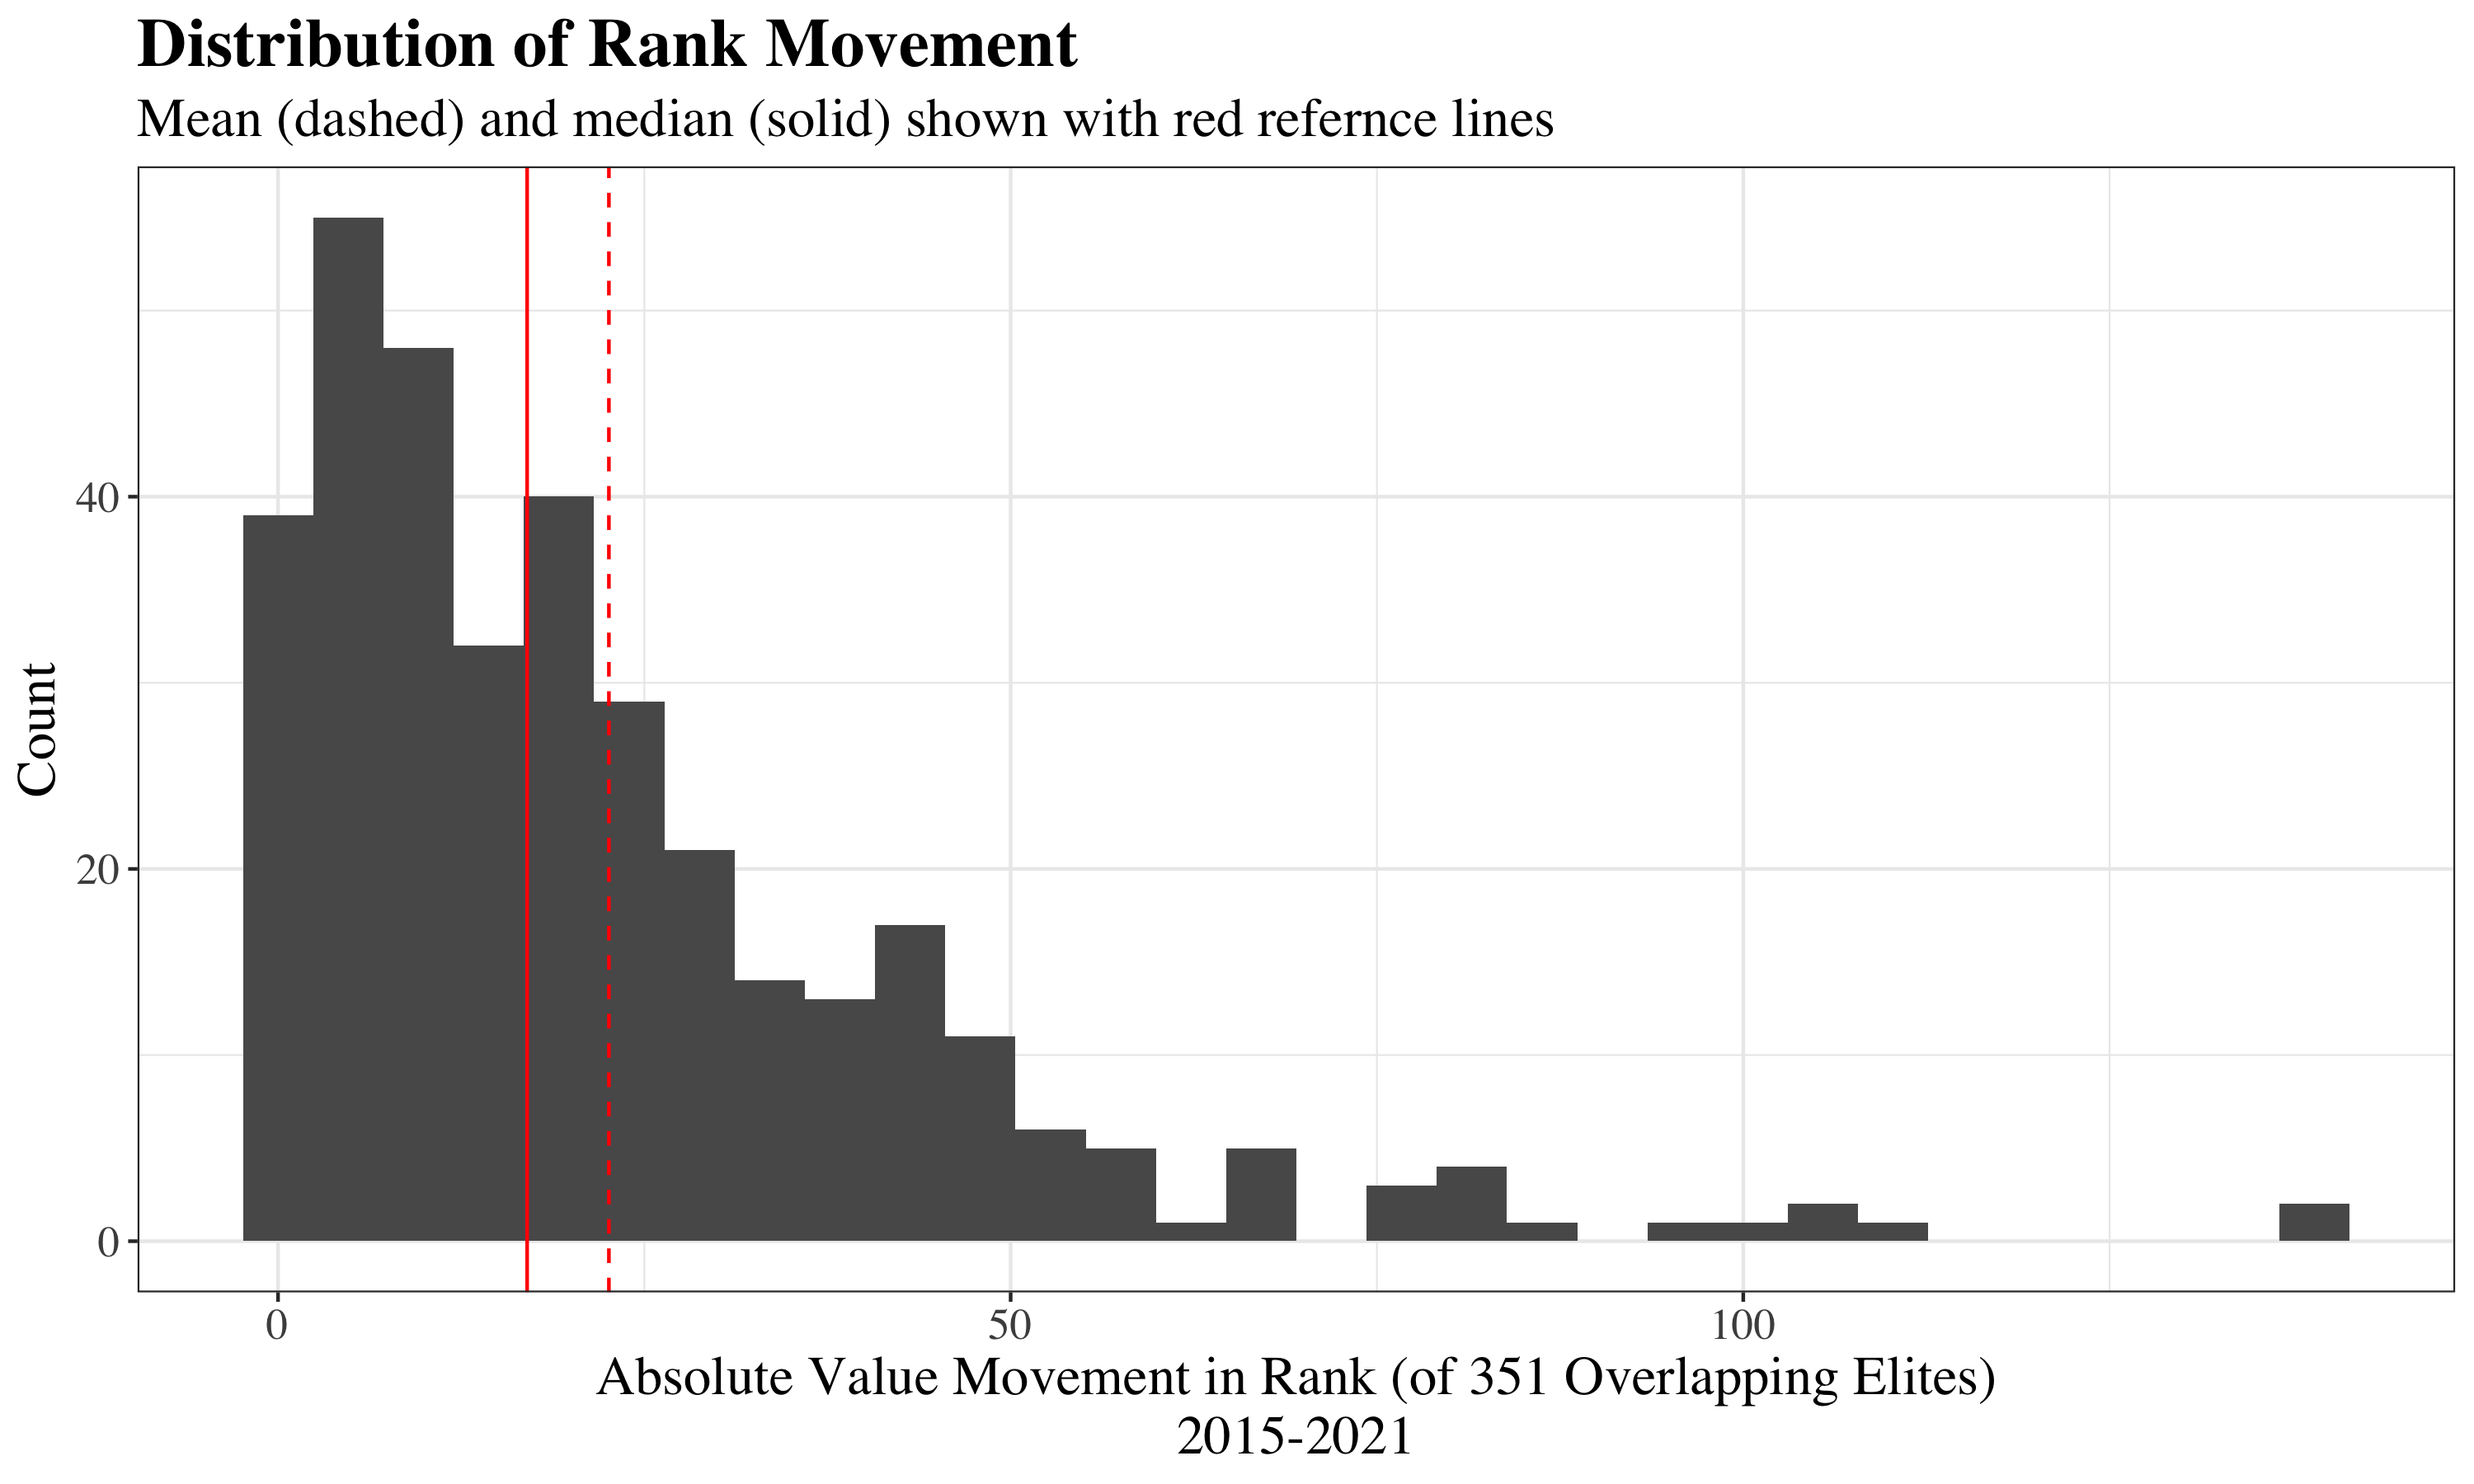 Distribution of Rank Movement
Mean (dashed) and median (solid) shown with red refence lines
Count
40
20
0
0
50
100
Absolute Value Movement in Rank (of 351 Overlapping Elites)
2015-2021